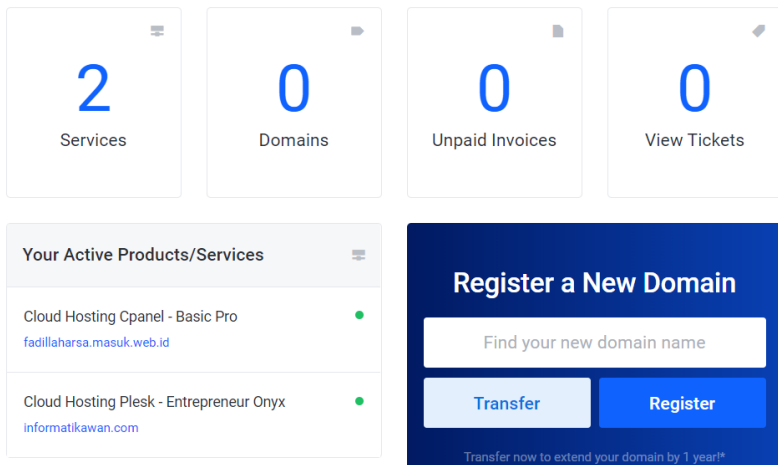 2
Services
0
Domains
0
Unpaid Invoices
0
View Tickets
Your Active Products/Services
Cloud Hosting Cpanel - Basic Pro
fadillaharsa.masuk.web.id
Cloud Hosting Plesk - Entrepreneur Onyx
informatikawan.com
Register a New Domain
Find your new domain name
Transfer
Register
Transfer now to extend your domain by 1 year!*